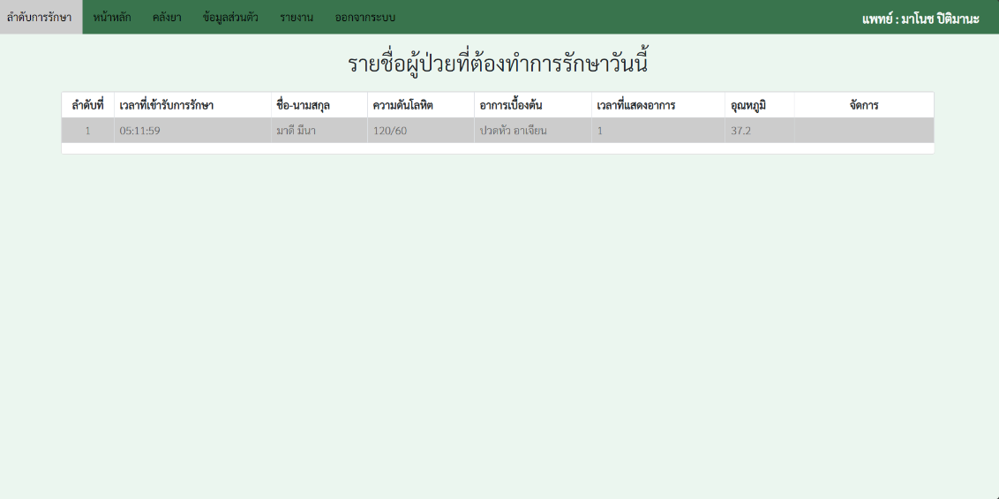 ลำดับการรักษา หน้าหลัก คลังยา ข้อมูลส่วนตัว รายงาน ออกจากระบบ แพทย์ : มาโนช ปิติมานะ
รายชื่อผู้ป่วยที่ต้องทำการรักษาวันนี้
ลำดับที่ เวลาที่เข้ารับการรักษา ชื่อ-นามสกุล ความดันโลหิต อาการเบื้องต้น เวลาที่แสดงอาการ อุณหภูมิ จัดการ
1 05:11:59 มาดี มีนา 120/60 ปวดหัว อาเจียน 1 37.2